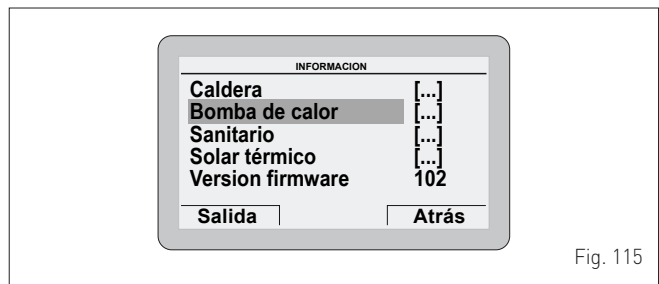 INFORMACION
Caldera [...]
Bomba de calor [...]
Sanitario [...]
Solar térmico [...]
Version firmware 102
Salida Atrás
Fig. 115